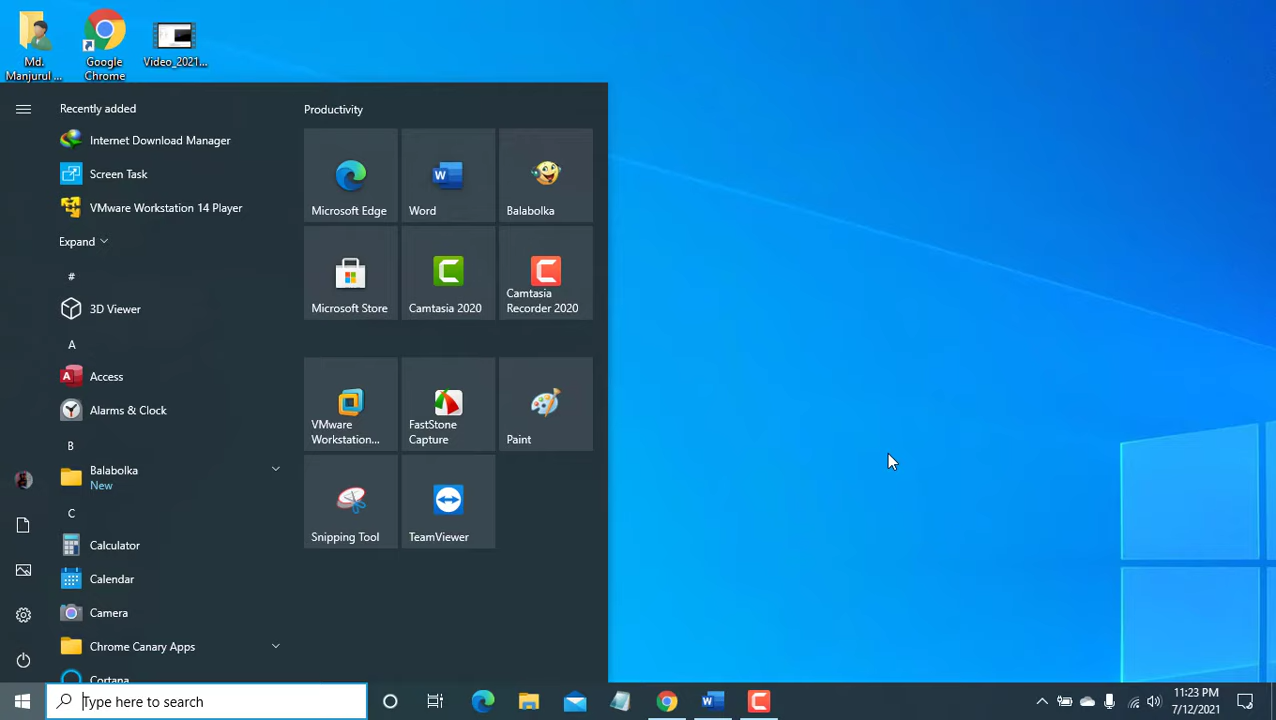 Md.
Manjurul ...
Google
Chrome
Video_2021...
Recently added
Internet Download Manager
Screen Task
VMware Workstation 14 Player
Expand
#
3D Viewer
A
Access
Alarms & Clock
B
Balabolka
New
C
Calculator
Calendar
Camera
Chrome Canary Apps
Cortana
Productivity
Microsoft Edge
Word
Balabolka
Microsoft Store
Camtasia 2020
Camtasia
Recorder 2020
VMware
Workstation...
FastStone
Capture
Paint
Snipping Tool
TeamViewer
Type here to search
11:23 PM
7/12/2021